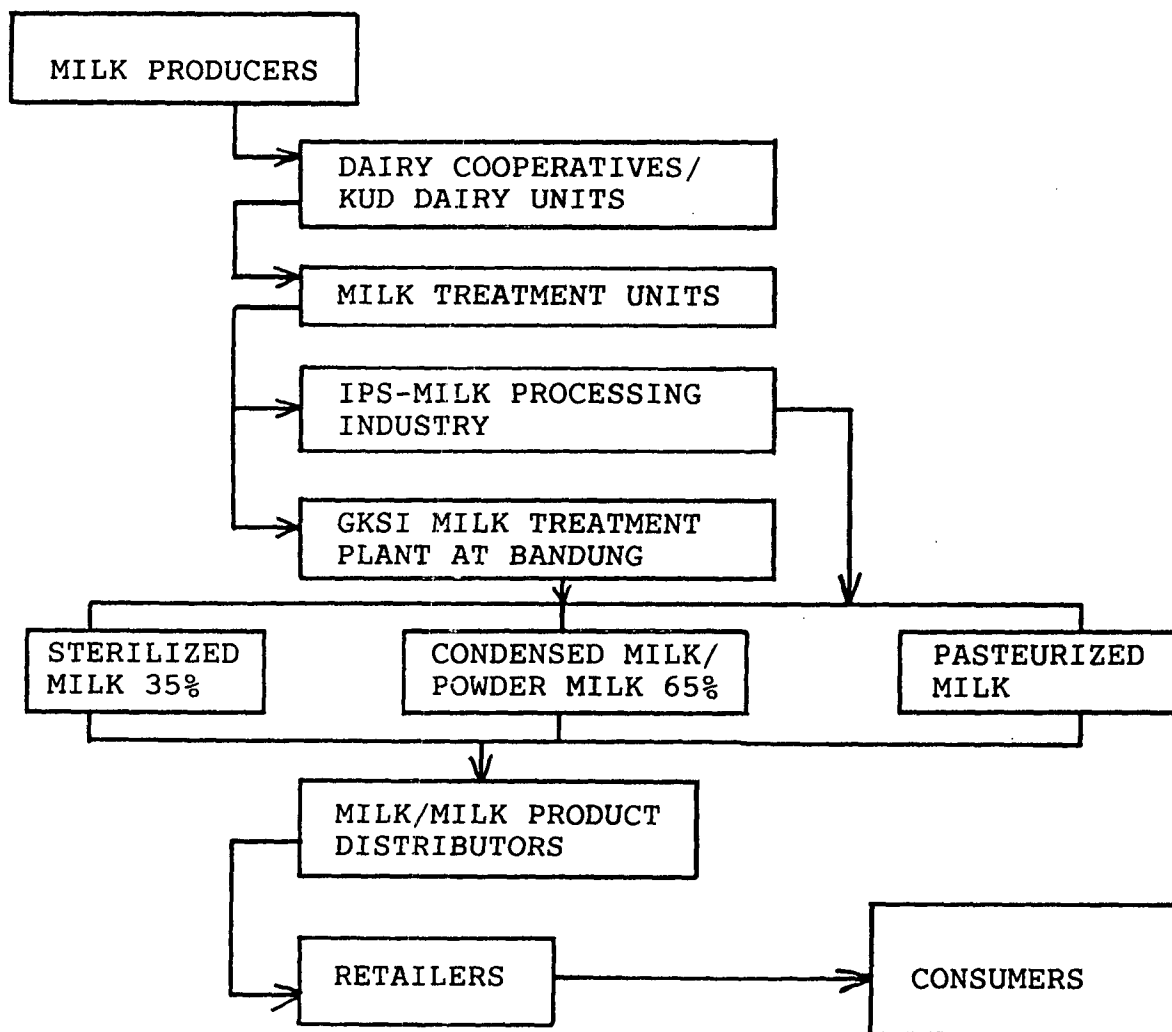 MILK PRODUCERS
DAIRY COOPERATIVES/
KUD DAIRY UNITS
MILK TREATMENT UNITS
IPS-MILK PROCESSING
INDUSTRY
GKSI MILK TREATMENT
PLANT AT BANDUNG
STERILIZED
MILK 35%
CONDENSED MILK/
POWDER MILK 65%
PASTEURIZED
MILK
MILK/MILK PRODUCT
DISTRIBUTORS
RETAILERS
CONSUMERS